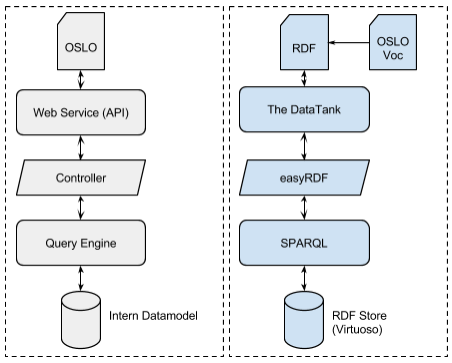 OSLO
Web Service (API)
Controller
Query Engine
Intern Datamodel
RDF
OSLO
Voc
The DataTank
easyRDF
SPARQL
RDF Store
(Virtuoso)